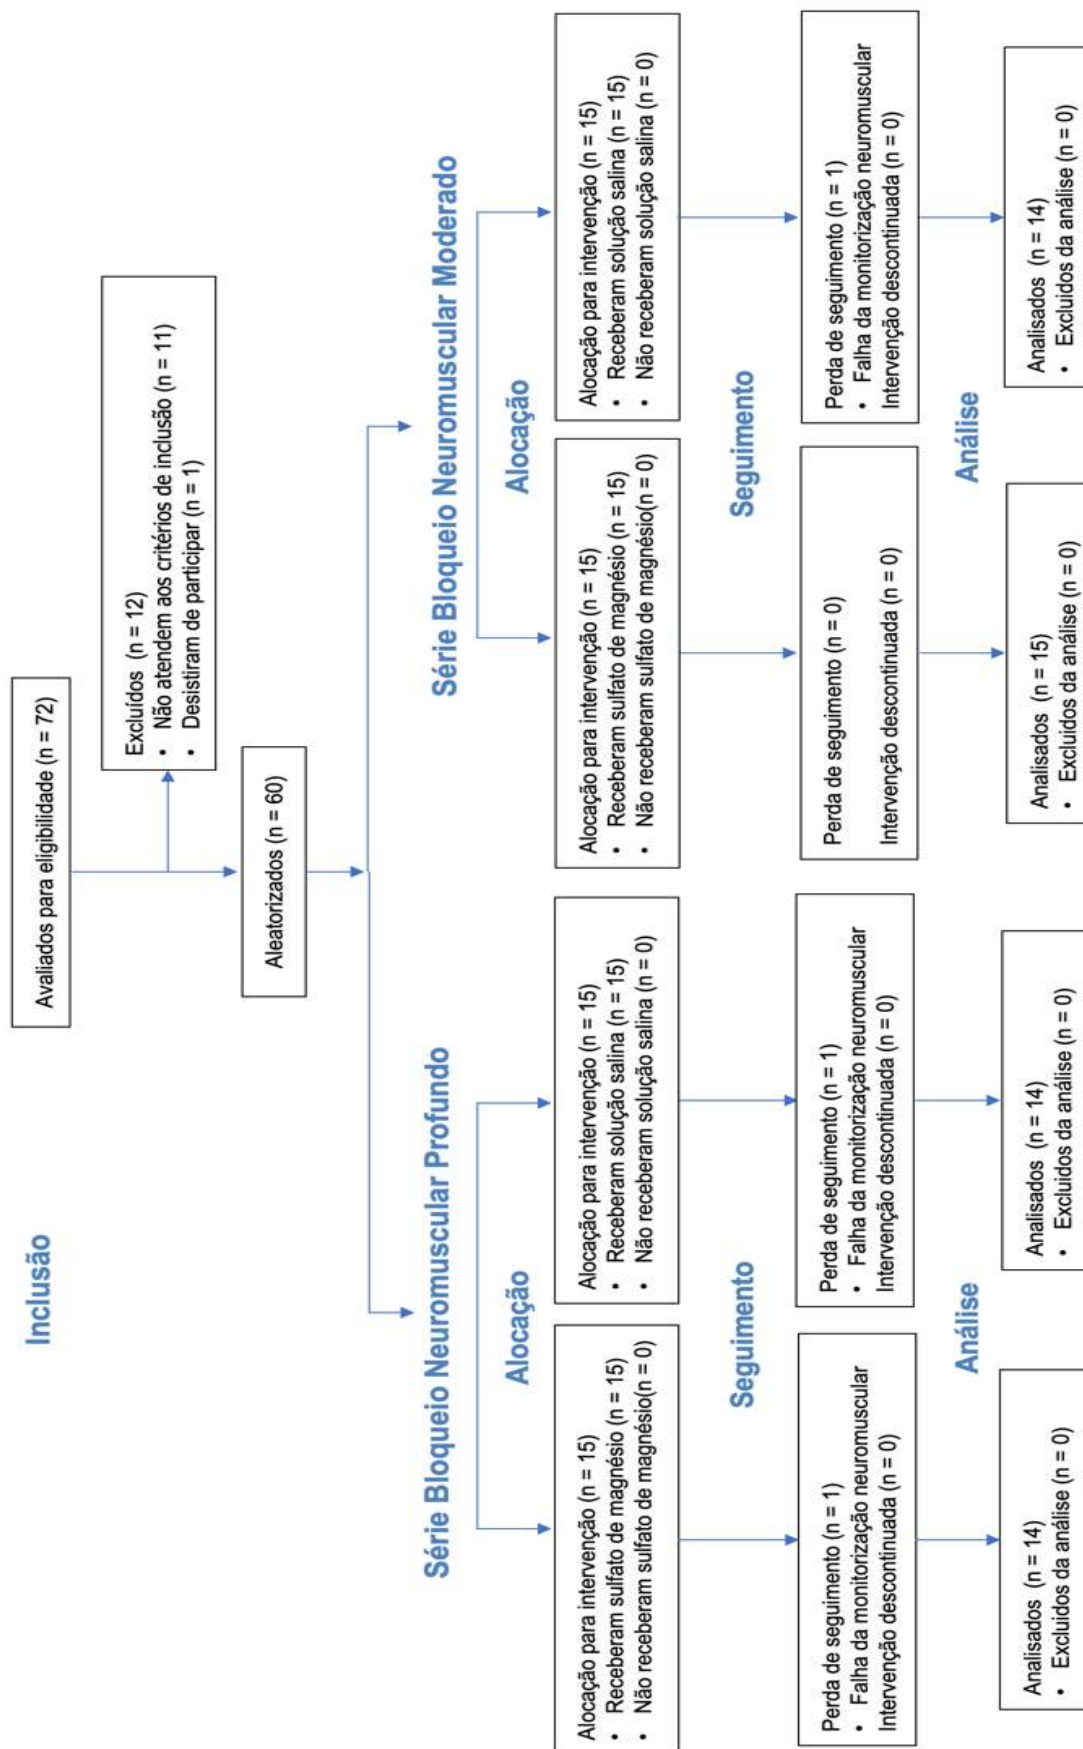 Inclusão
Avaliados para eligibilidade (n = 72)
Excluídos (n = 12)
• Não atendem aos critérios de inclusão (n = 11)
• Desistiram de participar (n = 1)
Aleatorizados (n = 60)
Série Bloqueio Neuromuscular Profundo
Série Bloqueio Neuromuscular Moderado
Alocação
Alocação
Alocação para intervenção (n = 15)
• Receberam sulfato de magnésio (n = 15)
• Não receberam sulfato de magnésio(n = 0)
Alocação para intervenção (n = 15)
• Receberam solução salina (n = 15)
• Não receberam solução salina (n = 0)
Alocação para intervenção (n = 15)
• Receberam sulfato de magnésio (n = 15)
• Não receberam sulfato de magnésio(n = 0)
Alocação para intervenção (n = 15)
• Receberam solução salina (n = 15)
• Não receberam solução salina (n = 0)
Seguimento
Seguimento
Perda de seguimento (n = 1)
• Falha da monitorização neuromuscular
Intervenção descontinuada (n = 0)
Perda de seguimento (n = 1)
• Falha da monitorização neuromuscular
Intervenção descontinuada (n = 0)
Perda de seguimento (n = 0)
Intervenção descontinuada (n = 0)
Perda de seguimento (n = 1)
• Falha da monitorização neuromuscular
Intervenção descontinuada (n = 0)
Análise
Análise
Analisados (n = 14)
• Excluidos da análise (n = 0)
Analisados (n = 14)
• Excluidos da análise (n = 0)
Analisados (n = 15)
• Excluidos da análise (n = 0)
Analisados (n = 14)
• Excluidos da análise (n = 0)